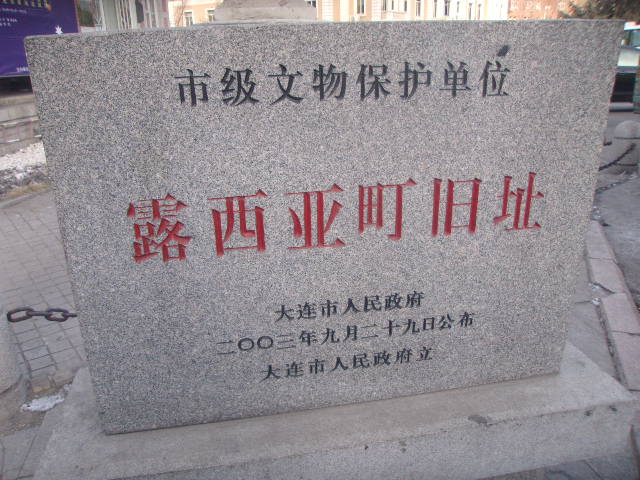 市级文物保护单位
露西亚町旧址
大连市人民政府
二〇〇三年九月二十九日公布
大连市人民政府立